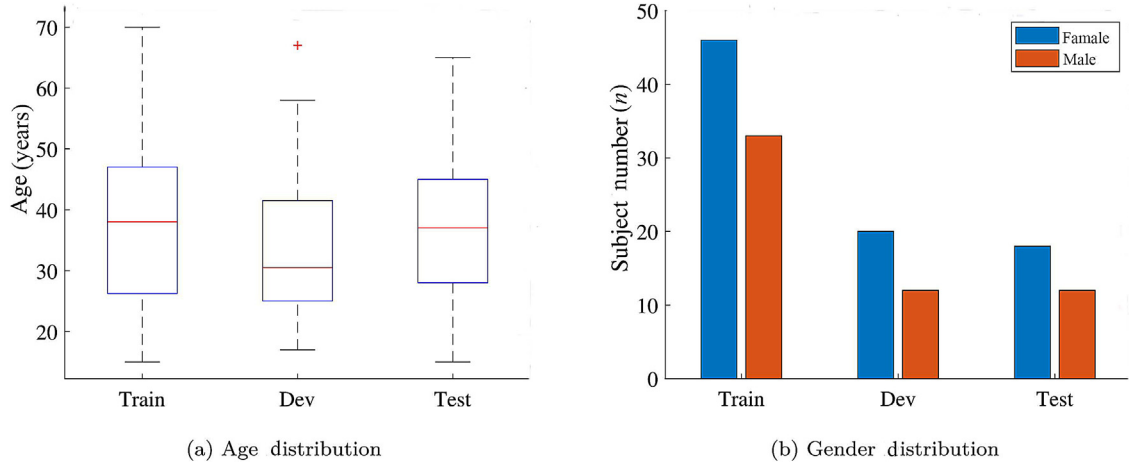 70
60
50
40
30
20
Age (years)
Train
Dev
Test
(a) Age distribution
50
40
30
20
10
0
Subject number (n)
Famale
Male
Train
Dev
Test
(b) Gender distribution